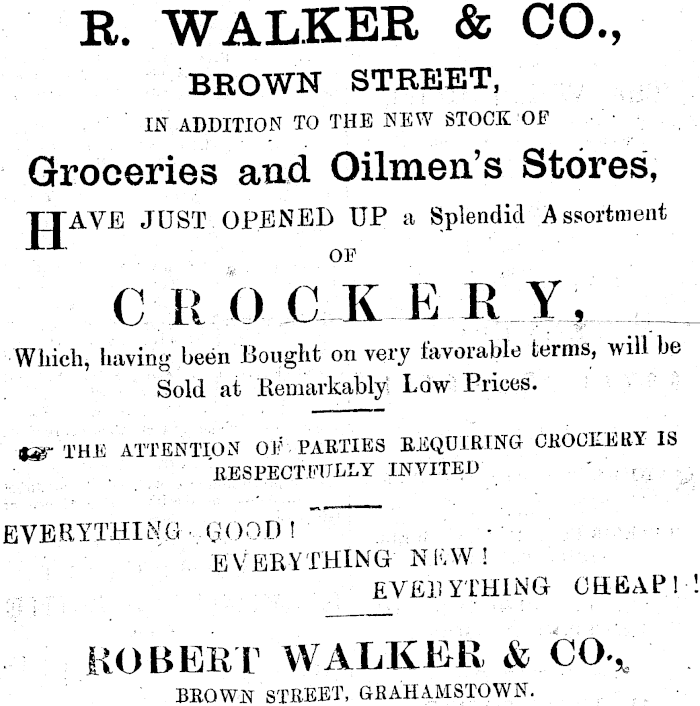 R. WALKER & CO.,
BROWN STREET,
IN ADDITION TO THE NEW STOCK OF
Groceries and Oilmen's Stores,
HAVE JUST OPENED UP a Splendid Assortment
OF
CROCKERY,
Which, having been Bought on very favorable terms, will be
Sold at Remarkably Low Prices.
☞ THE ATTENTION OF PARTIES REQUIRING CROCKERY IS
RESPECTFULLY INVITED
EVERYTHING GOOD!
EVERYTHING NEW!
EVERYTHING CHEAP!!
ROBERT WALKER & CO.,
BROWN STREET, GRAHAMSTOWN.